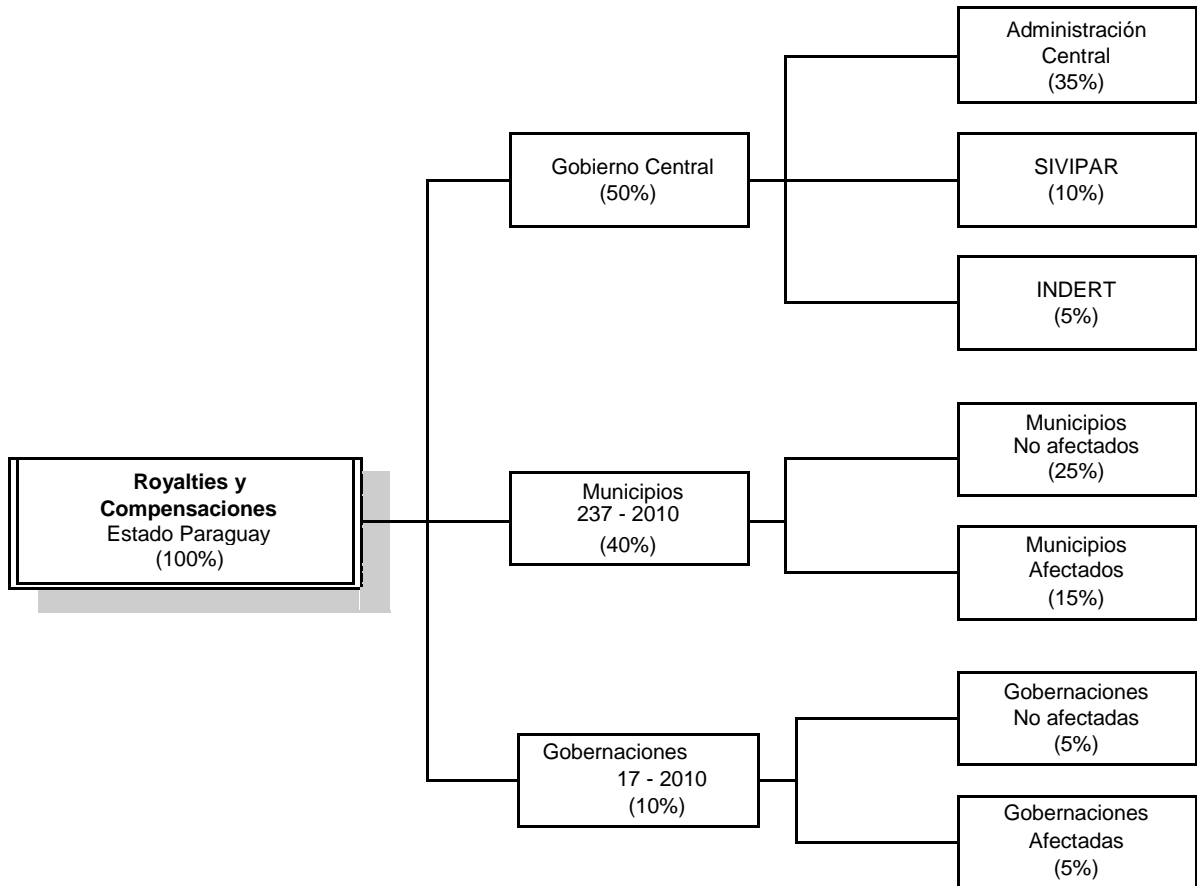 Royalties y
Compensaciones
Estado Paraguay
(100%)
Gobierno Central
(50%)
Administración
Central
(35%)
SIVIPAR
(10%)
INDERT
(5%)
Municipios
237 - 2010
(40%)
Municipios
No afectados
(25%)
Municipios
Afectados
(15%)
Gobernaciones
17 - 2010
(10%)
Gobernaciones
No afectadas
(5%)
Gobernaciones
Afectadas
(5%)